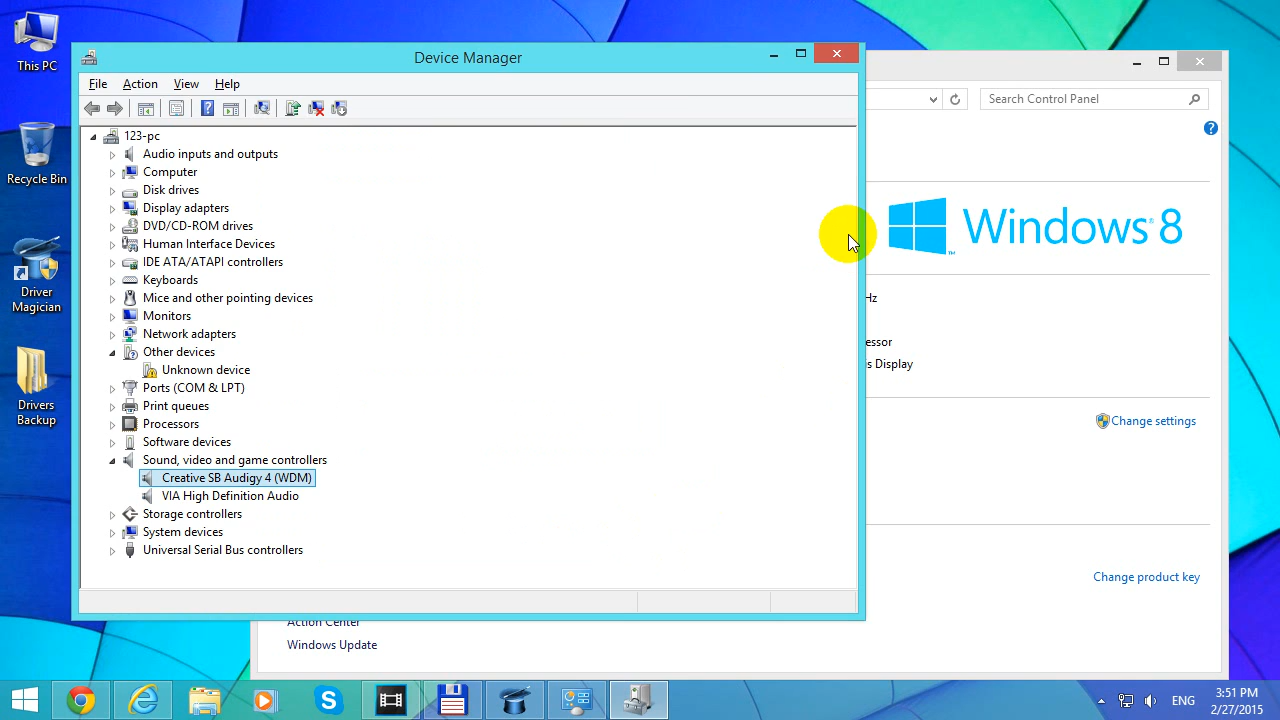 This PC
Recycle Bin
Driver
Magician
Drivers
Backup
Device Manager
File Action View Help
123-pc
Audio inputs and outputs
Computer
Disk drives
Display adapters
DVD/CD-ROM drives
Human Interface Devices
IDE ATA/ATAPI controllers
Keyboards
Mice and other pointing devices
Monitors
Network adapters
Other devices
Unknown device
Ports (COM & LPT)
Print queues
Processors
Software devices
Sound, video and game controllers
Creative SB Audigy 4 (WDM)
VIA High Definition Audio
Storage controllers
System devices
Universal Serial Bus controllers
Search Control Panel
Windows® 8
™
Hz
essor
is Display
Change settings
Change product key
Action Center
Windows Update
ENG
3:51 PM
2/27/2015